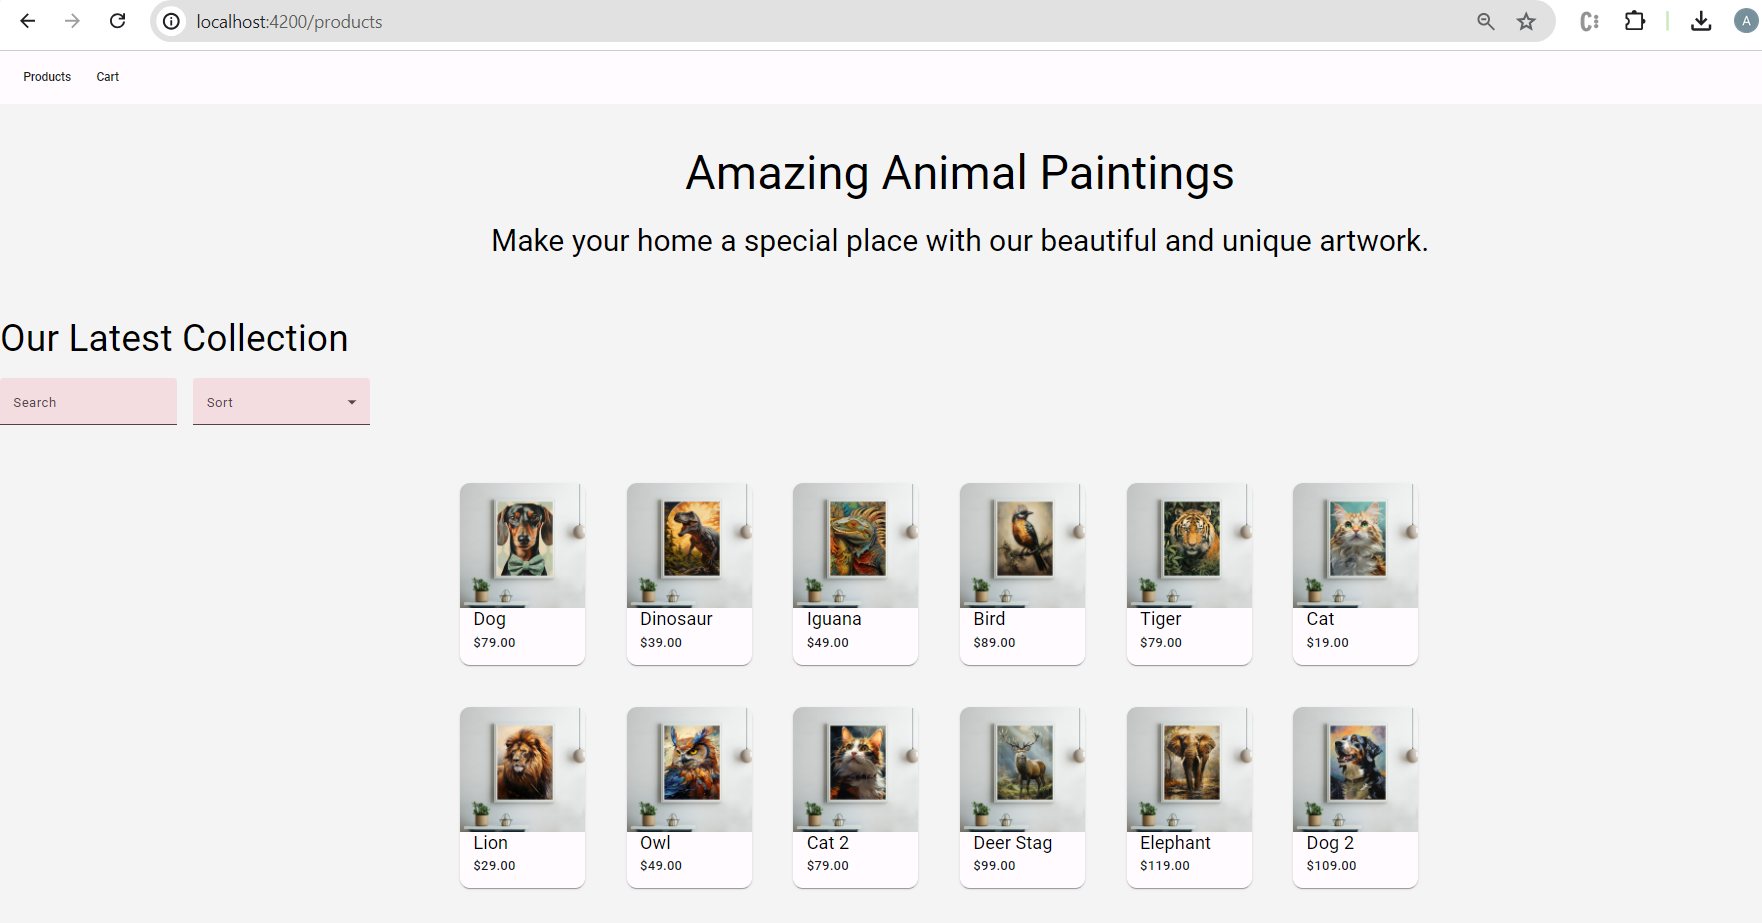 localhost:4200/products
A
Products Cart
Amazing Animal Paintings
Make your home a special place with our beautiful and unique artwork.
Our Latest Collection
Search Sort
Dog Dinosaur Iguana Bird Tiger Cat
$79.00 $39.00 $49.00 $89.00 $79.00 $19.00
Lion Owl Cat 2 Deer Stag Elephant Dog 2
$29.00 $49.00 $79.00 $99.00 $119.00 $109.00